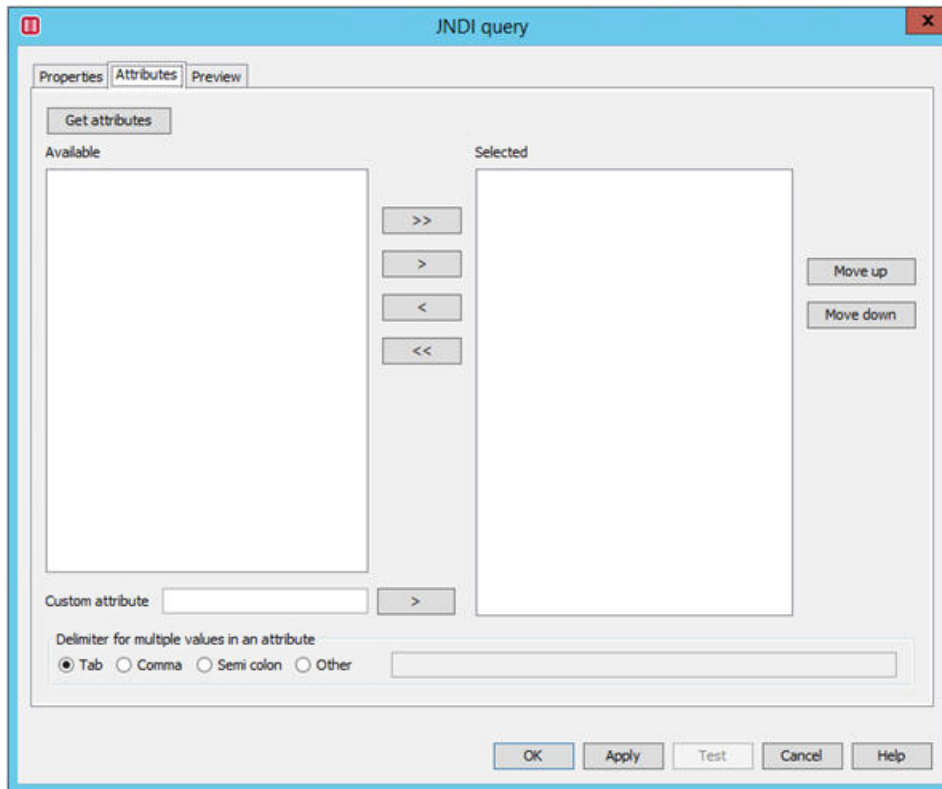 JNDI query
x
Properties Attributes Preview
Get attributes
Available
Selected
>>
>
<
<<
Move up
Move down
Custom attribute
>
Delimiter for multiple values in an attribute
Tab Comma Semi colon Other
OK Apply Test Cancel Help